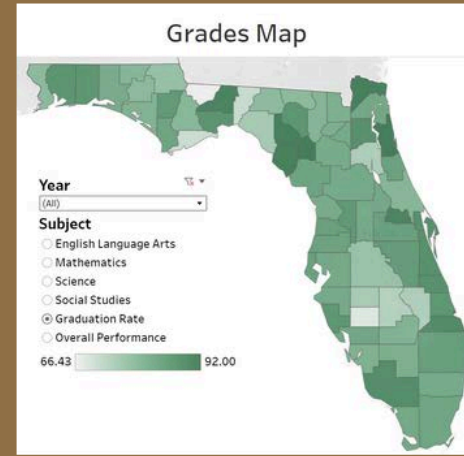 Grades Map
Year
(All)
Subject
English Language Arts
Mathematics
Science
Social Studies
Graduation Rate
Overall Performance
66.43 92.00